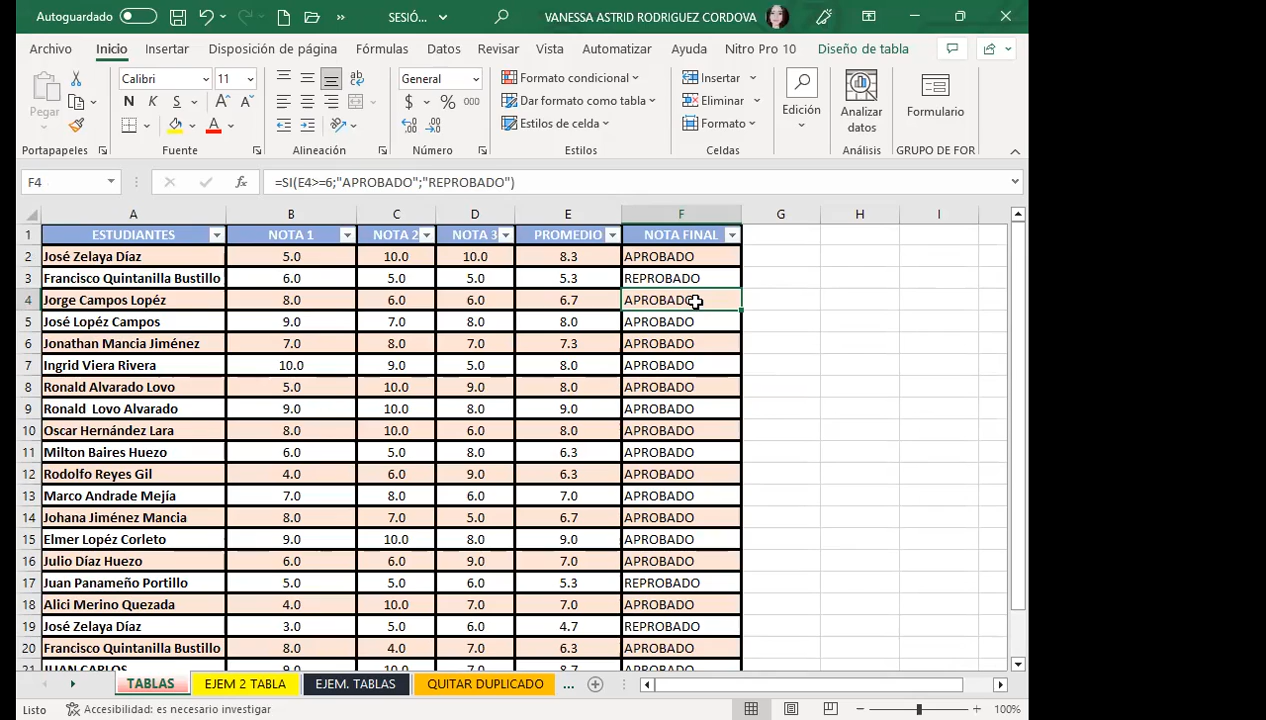 Autoguardado SESIÓ... VANESSA ASTRID RODRIGUEZ CORDOVA
Archivo Inicio Insertar Disposición de página Fórmulas Datos Revisar Vista Automatizar Ayuda Nitro Pro 10 Diseño de tabla
Pegar
Portapapeles
Calibri 11
N K S
Fuente
Alineación
General
$ % 000
Número
Formato condicional
Dar formato como tabla
Estilos de celda
Estilos
Insertar
Eliminar
Formato
Celdas
Edición
Analizar datos
Análisis
Formulario
GRUPO DE FOR
F4 fx =SI(E4>=6;"APROBADO";"REPROBADO")
A B C D E F G H I
1 ESTUDIANTES NOTA 1 NOTA 2 NOTA 3 PROMEDIO NOTA FINAL
2 José Zelaya Díaz 5.0 10.0 10.0 8.3 APROBADO
3 Francisco Quintanilla Bustillo 6.0 5.0 5.0 5.3 REPROBADO
4 Jorge Campos Lopéz 8.0 6.0 6.0 6.7 APROBADO
5 José Lopéz Campos 9.0 7.0 8.0 8.0 APROBADO
6 Jonathan Mancia Jiménez 7.0 8.0 7.0 7.3 APROBADO
7 Ingrid Viera Rivera 10.0 9.0 5.0 8.0 APROBADO
8 Ronald Alvarado Lovo 5.0 10.0 9.0 8.0 APROBADO
9 Ronald  Lovo Alvarado 9.0 10.0 8.0 9.0 APROBADO
10 Oscar Hernández Lara 8.0 10.0 6.0 8.0 APROBADO
11 Milton Baires Huezo 6.0 5.0 8.0 6.3 APROBADO
12 Rodolfo Reyes Gil 4.0 6.0 9.0 6.3 APROBADO
13 Marco Andrade Mejía 7.0 8.0 6.0 7.0 APROBADO
14 Johana Jiménez Mancia 8.0 7.0 5.0 6.7 APROBADO
15 Elmer Lopéz Corleto 9.0 10.0 8.0 9.0 APROBADO
16 Julio Díaz Huezo 6.0 6.0 9.0 7.0 APROBADO
17 Juan Panameño Portillo 5.0 5.0 6.0 5.3 REPROBADO
18 Alici Merino Quezada 4.0 10.0 7.0 7.0 APROBADO
19 José Zelaya Díaz 3.0 5.0 6.0 4.7 REPROBADO
20 Francisco Quintanilla Bustillo 8.0 4.0 7.0 6.3 APROBADO
21 JUAN CARLOS 9.0 10.0 7.0 8.7 APROBADO
TABLAS EJEM 2 TABLA EJEM. TABLAS QUITAR DUPLICADO ...
Listo Accesibilidad: es necesario investigar 100%